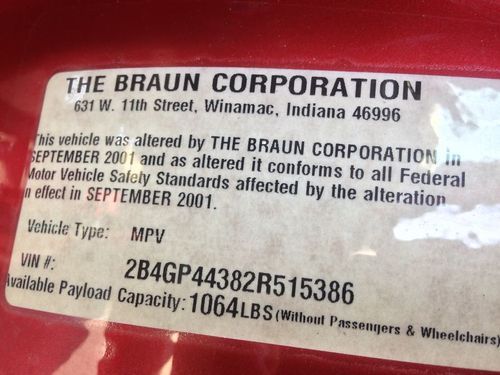 THE BRAUN CORPORATION
631 W. 11th Street, Winamac, Indiana 46996
This vehicle was altered by THE BRAUN CORPORATION in
SEPTEMBER 2001 and as altered it conforms to all Federal
Motor Vehicle Safety Standards affected by the alteration
in effect in SEPTEMBER 2001.
Vehicle Type: MPV
VIN #: 2B4GP44382R515386
Available Payload Capacity: 1064LBS (Without Passengers & Wheelchairs)